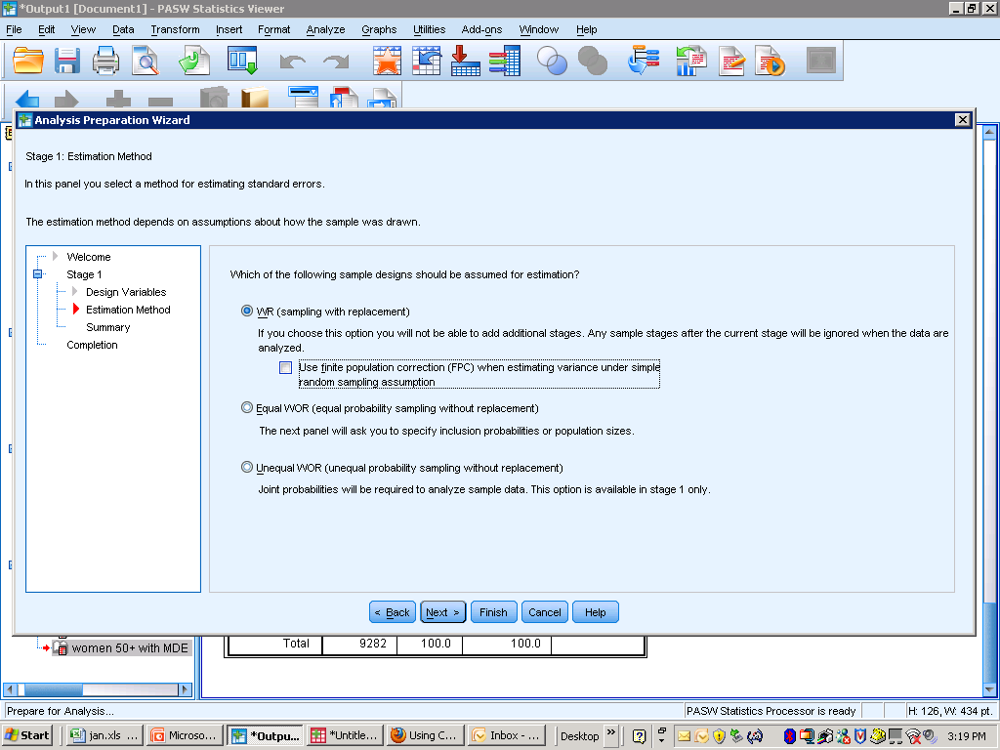 *Output1 [Document1] - PASW Statistics Viewer
File Edit View Data Transform Insert Format Analyze Graphs Utilities Add-ons Window Help
Analysis Preparation Wizard
Stage 1: Estimation Method
In this panel you select a method for estimating standard errors.
The estimation method depends on assumptions about how the sample was drawn.
Welcome
Stage 1
Design Variables
Estimation Method
Summary
Completion
Which of the following sample designs should be assumed for estimation?
WR (sampling with replacement)
If you choose this option you will not be able to add additional stages. Any sample stages after the current stage will be ignored when the data are
analyzed.
Use finite population correction (FPC) when estimating variance under simple
random sampling assumption
Equal WOR (equal probability sampling without replacement)
The next panel will ask you to specify inclusion probabilities or population sizes.
Unequal WOR (unequal probability sampling without replacement)
Joint probabilities will be required to analyze sample data. This option is available in stage 1 only.
< Back Next > Finish Cancel Help
Total 9282 100.0 100.0
women 50+ with MDE
Prepare for Analysis... PASW Statistics Processor is ready H: 126, W: 434 pt.
Start jan.xls ... Microso... *Outpu... *Untitle... Using C... Inbox - ... Desktop » 3:19 PM